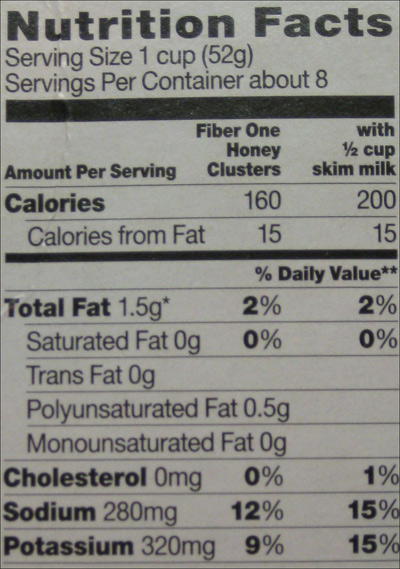 Nutrition Facts
Serving Size 1 cup (52g)
Servings Per Container about 8
Fiber One with
Honey ½ cup
Amount Per Serving Clusters skim milk
Calories 160 200
Calories from Fat 15 15
% Daily Value**
Total Fat 1.5g* 2% 2%
Saturated Fat 0g 0% 0%
Trans Fat 0g
Polyunsaturated Fat 0.5g
Monounsaturated Fat 0g
Cholesterol 0mg 0% 1%
Sodium 280mg 12% 15%
Potassium 320mg 9% 15%